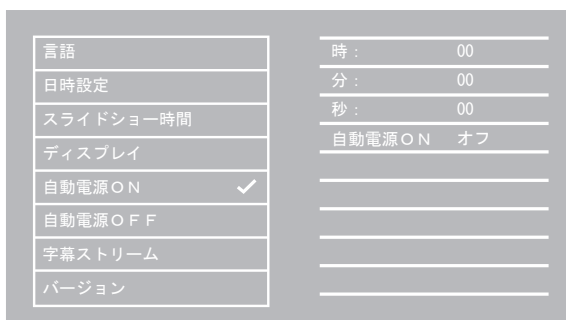 言語
日時設定
スライドショー時間
ディスプレイ
自動電源ON
自動電源OFF
字幕ストリーム
バージョン
時： 00
分： 00
秒： 00
自動電源ON オフ